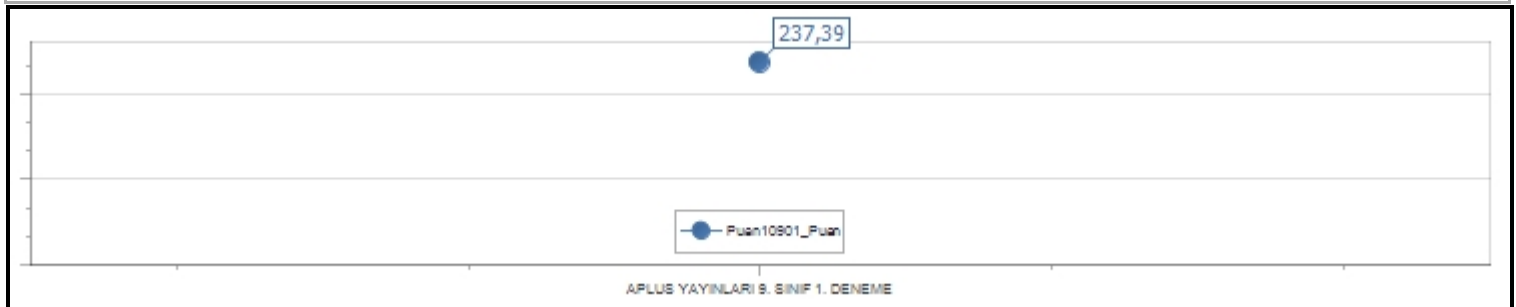 237,39
Puan10901_Puan
APLUS YAYINLARI 9. SINIF 1. DENEME